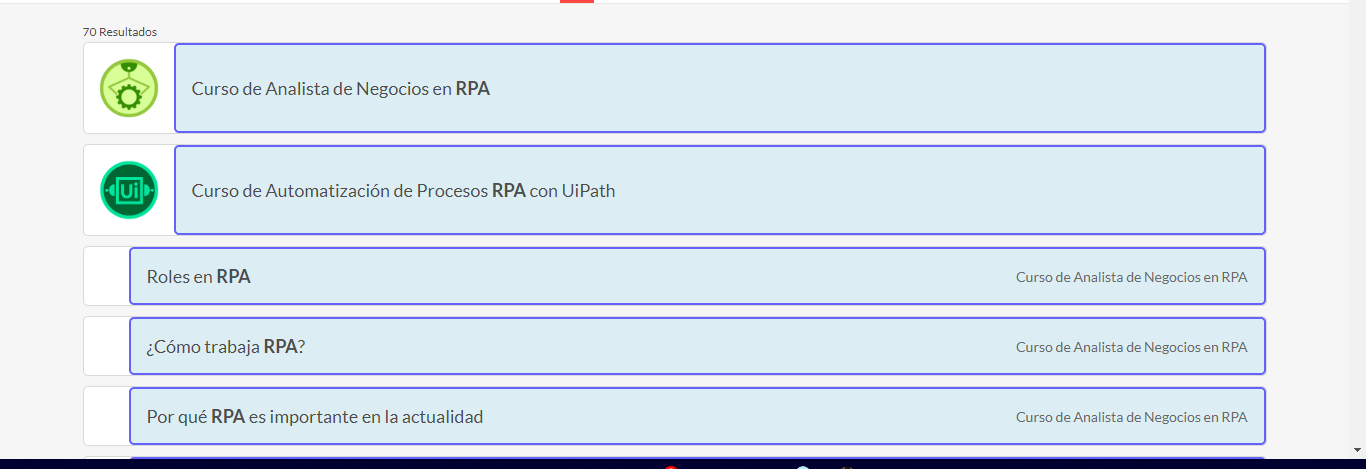 70 Resultados
Curso de Analista de Negocios en RPA
Ui
Curso de Automatización de Procesos RPA con UiPath
Roles en RPA
Curso de Analista de Negocios en RPA
¿Cómo trabaja RPA?
Curso de Analista de Negocios en RPA
Por qué RPA es importante en la actualidad
Curso de Analista de Negocios en RPA